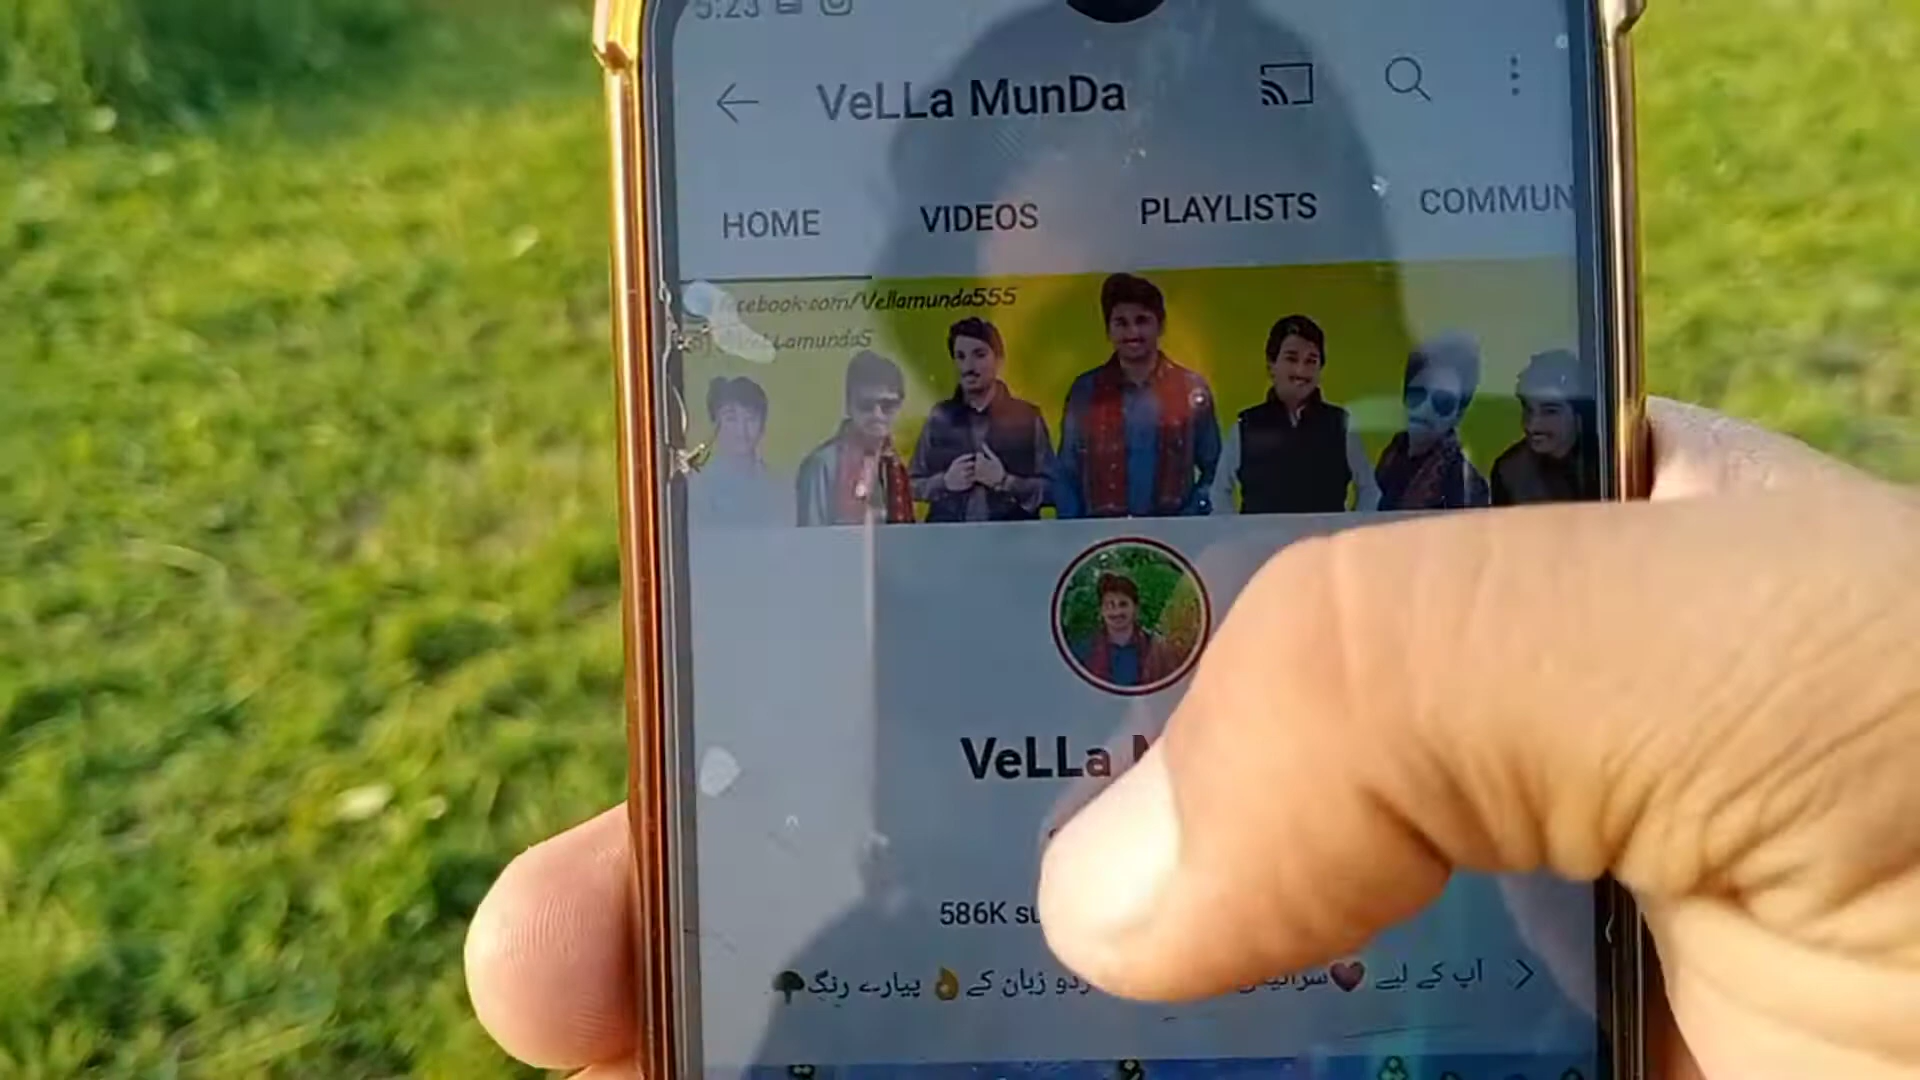 5:23
VeLLa MunDa
HOME VIDEOS PLAYLISTS COMMUN
facebook.com/Vellamunda555
VeLLa
586K
آپ کے لیے ❤ سرائیکی اردو زبان کے 👌 پیارے رنگ 🌳